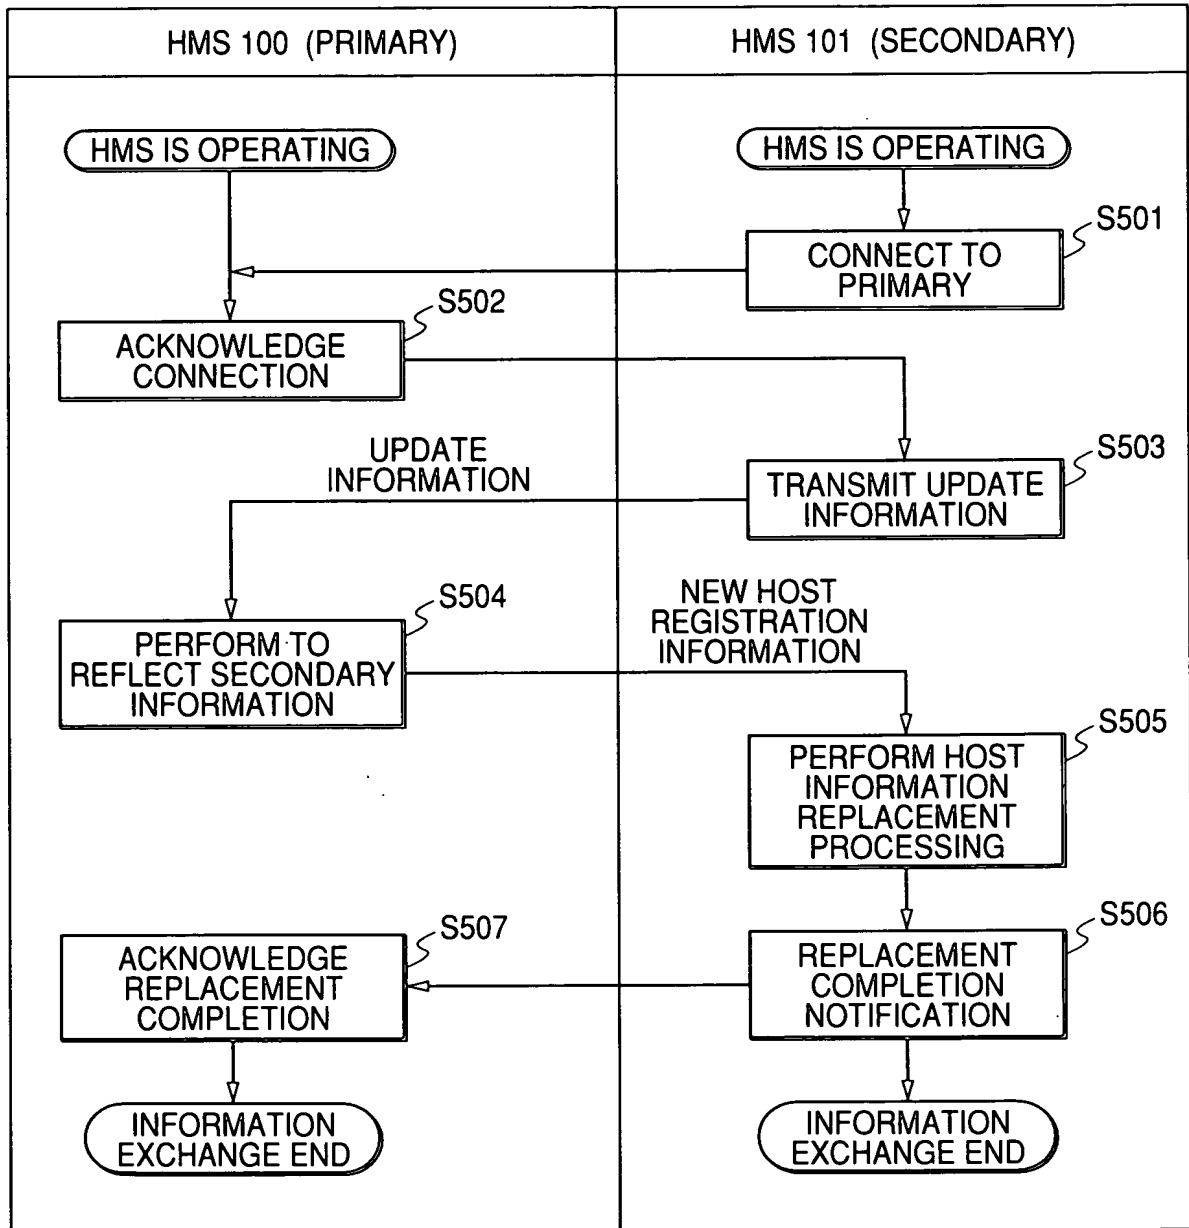 HMS 100 (PRIMARY)
HMS 101 (SECONDARY)
HMS IS OPERATING
HMS IS OPERATING
S501
CONNECT TO
PRIMARY
S502
ACKNOWLEDGE
CONNECTION
UPDATE
INFORMATION
S503
TRANSMIT UPDATE
INFORMATION
S504
PERFORM TO
REFLECT SECONDARY
INFORMATION
NEW HOST
REGISTRATION
INFORMATION
S505
PERFORM HOST
INFORMATION
REPLACEMENT
PROCESSING
S507
ACKNOWLEDGE
REPLACEMENT
COMPLETION
S506
REPLACEMENT
COMPLETION
NOTIFICATION
INFORMATION
EXCHANGE END
INFORMATION
EXCHANGE END